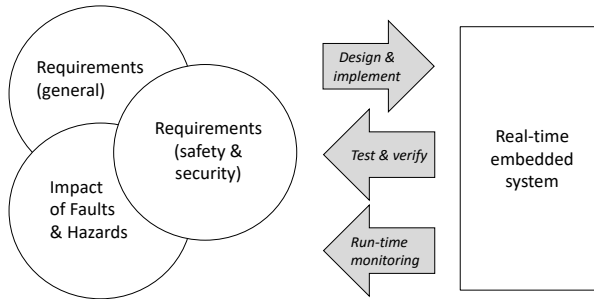 Requirements
(general)
Requirements
(safety &
security)
Impact
of Faults
& Hazards
Design &
implement
Test & verify
Run-time
monitoring
Real-time
embedded
system